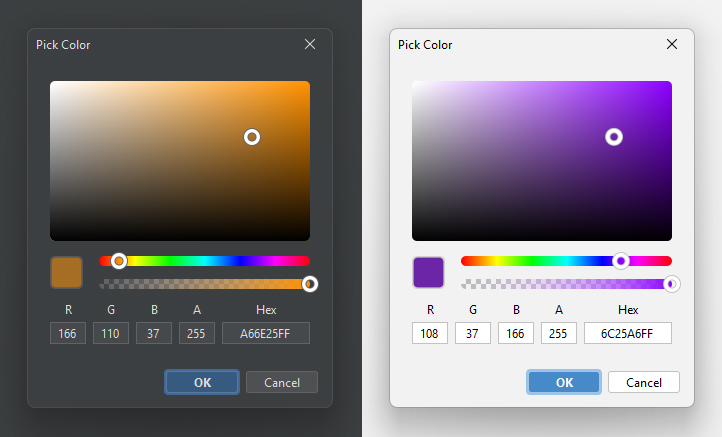 Pick Color
R G B A Hex
166 110 37 255 A66E25FF
OK Cancel
Pick Color
R G B A Hex
108 37 166 255 6C25A6FF
OK Cancel